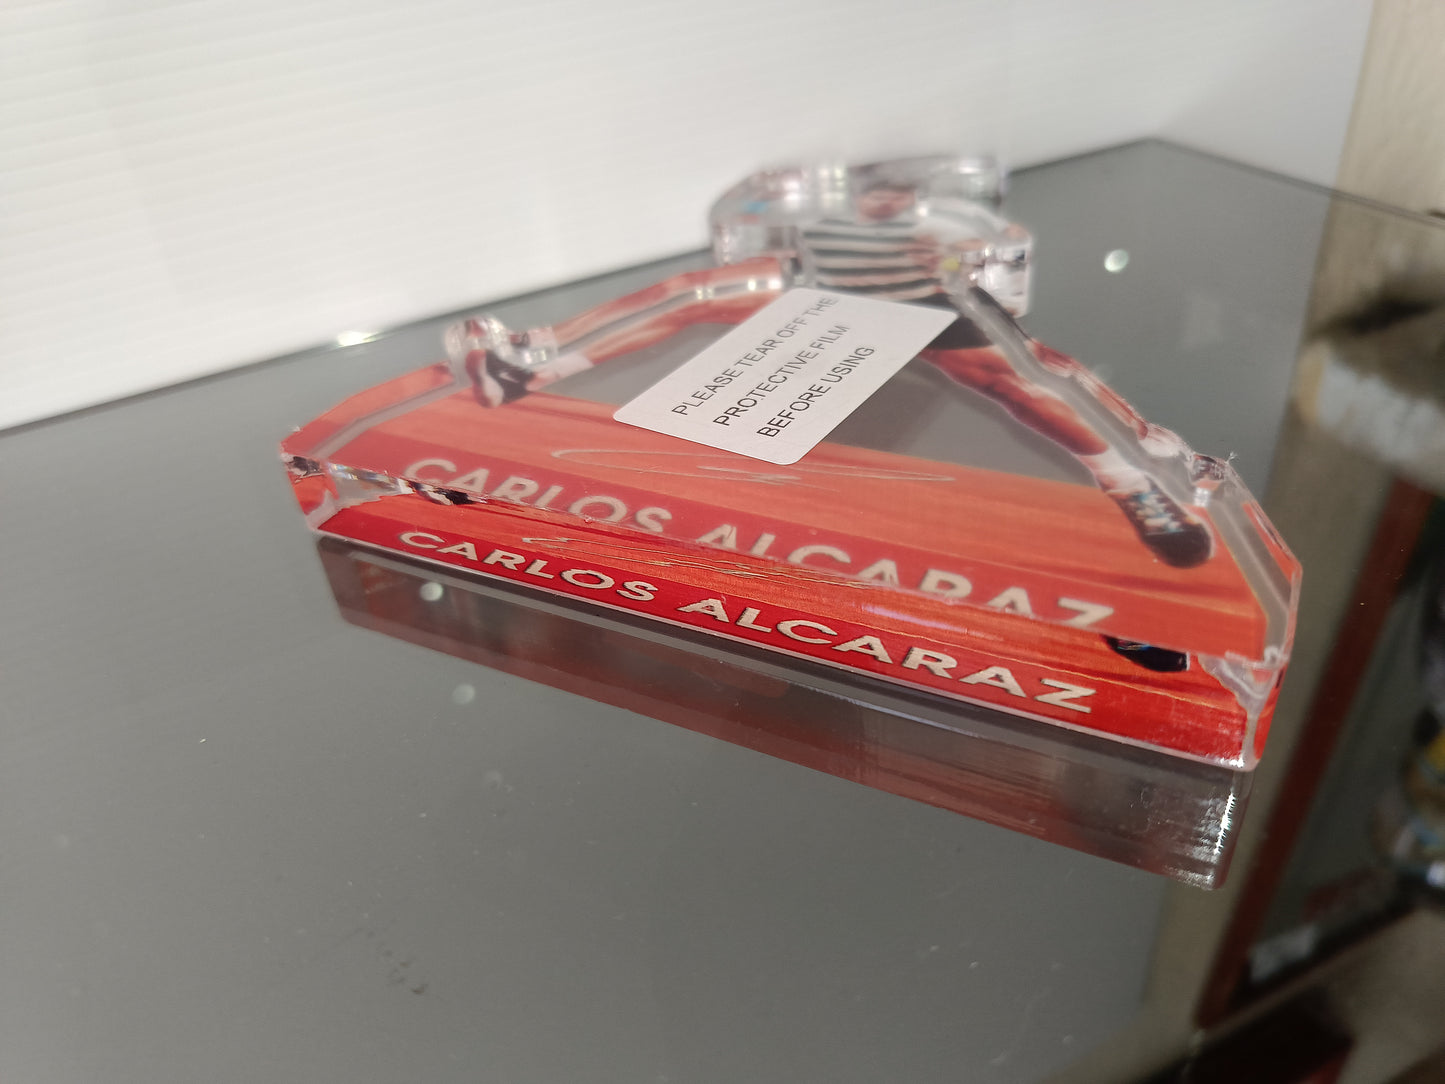 PLEASE TEAR OFF THE
PROTECTIVE FILM
BEFORE USING
CARLOS ALCARAZ
CARLOS ALCARAZ